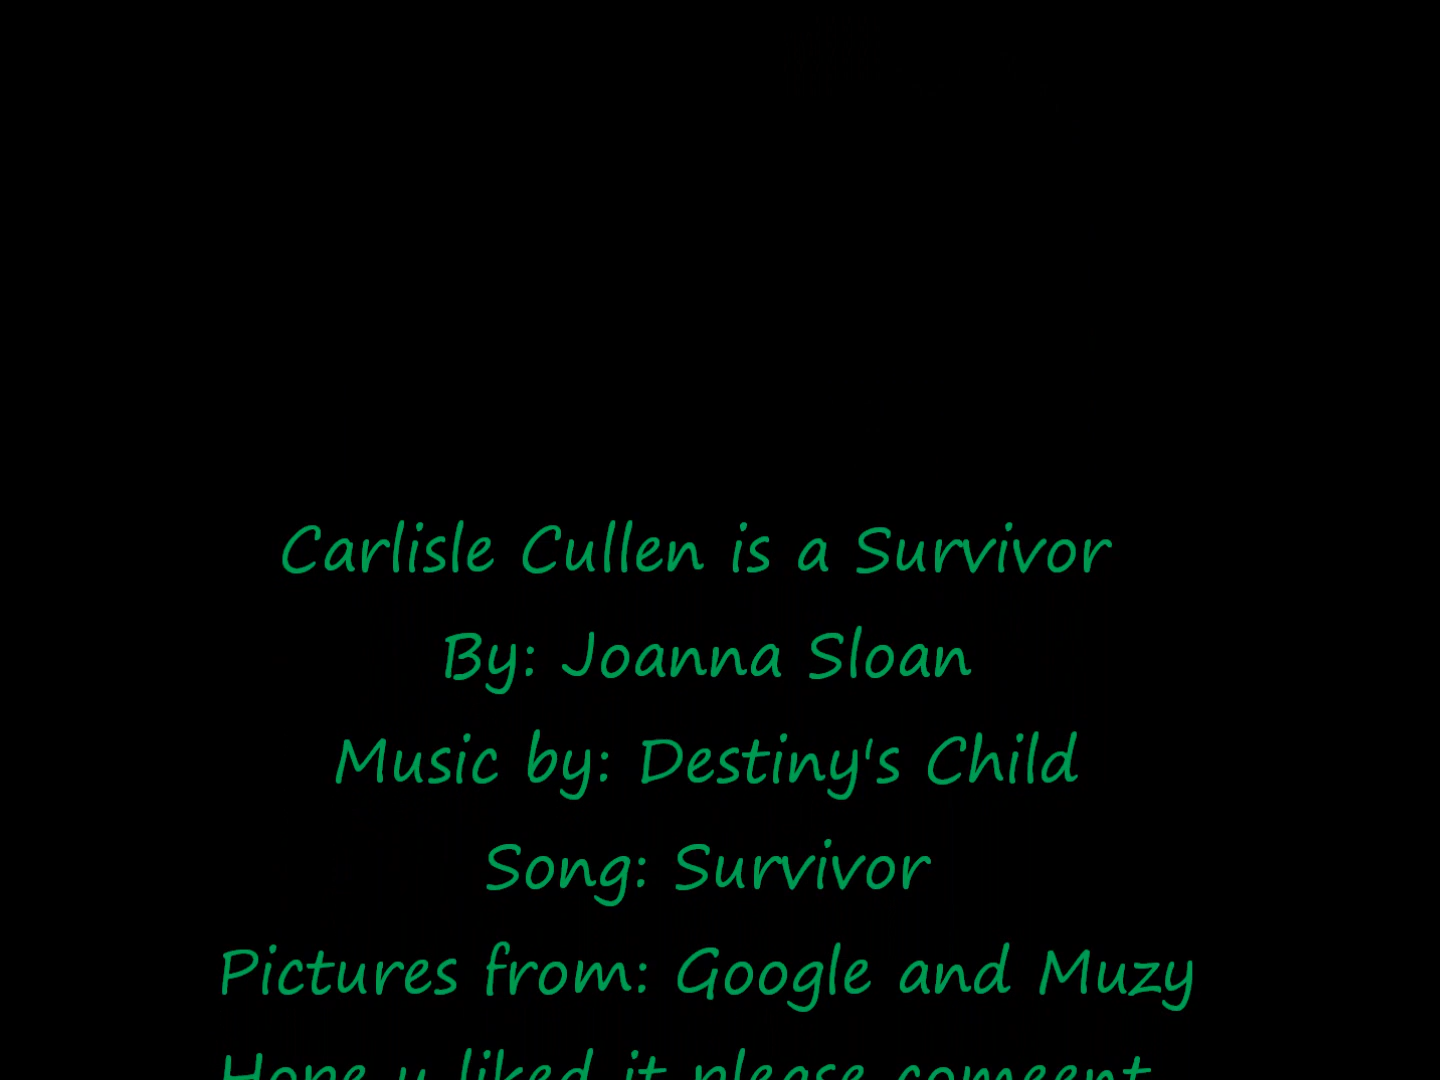 Carlisle Cullen is a Survivor
By: Joanna Sloan
Music by: Destiny's Child
Song: Survivor
Pictures from: Google and Muzy
Hope u liked it please comeent